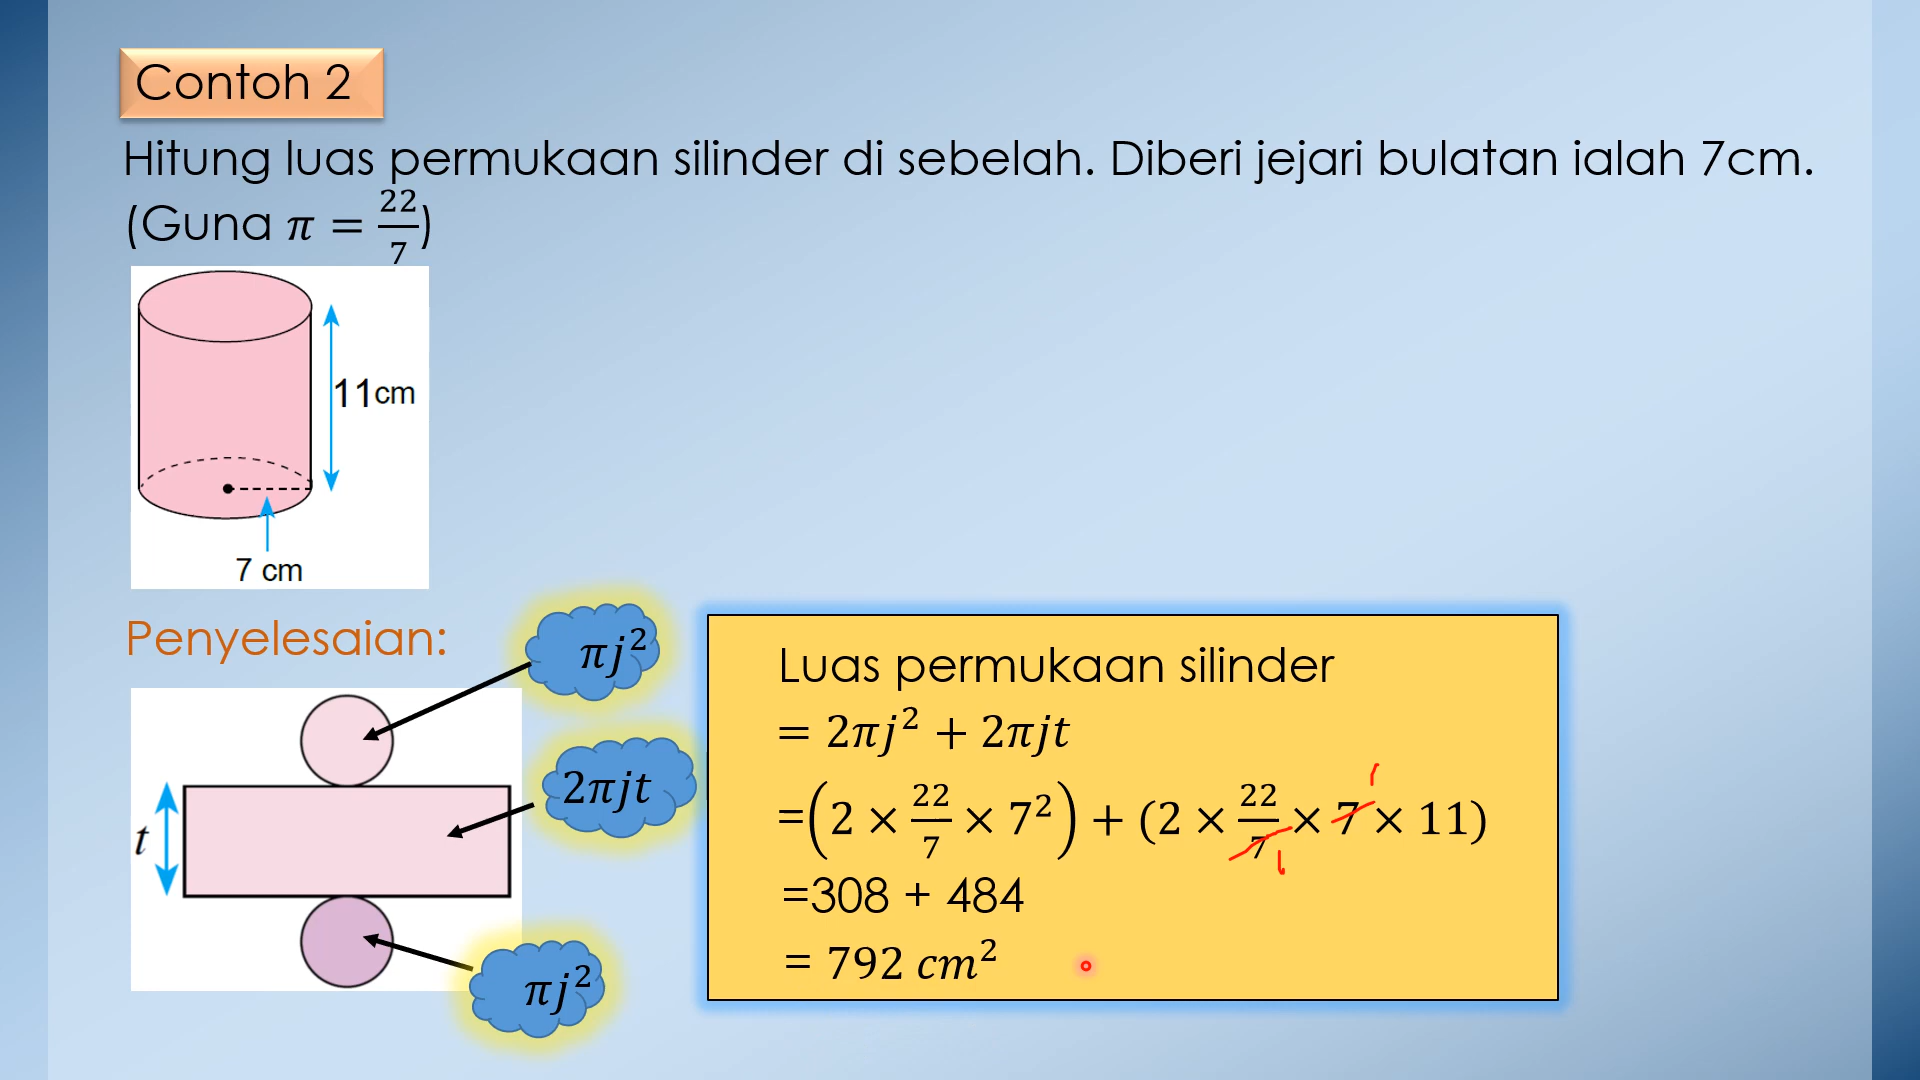 Contoh 2
Hitung luas permukaan silinder di sebelah. Diberi jejari bulatan ialah 7cm.
(Guna π = 22/7)
11cm
7 cm
Penyelesaian:
πj²
2πjt
t
πj²
Luas permukaan silinder
= 2πj² + 2πjt
=(2 × 22/7 × 7²) + (2 × 22/7 × 7 × 11)
1
1
=308 + 484
= 792 cm²